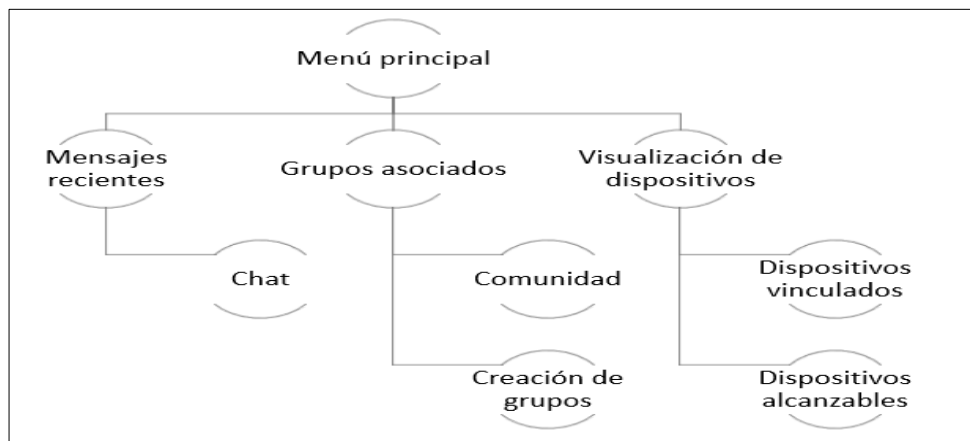 Menú principal
Mensajes
recientes
Grupos asociados
Visualización de
dispositivos
Chat
Comunidad
Dispositivos
vinculados
Creación de
grupos
Dispositivos
alcanzables